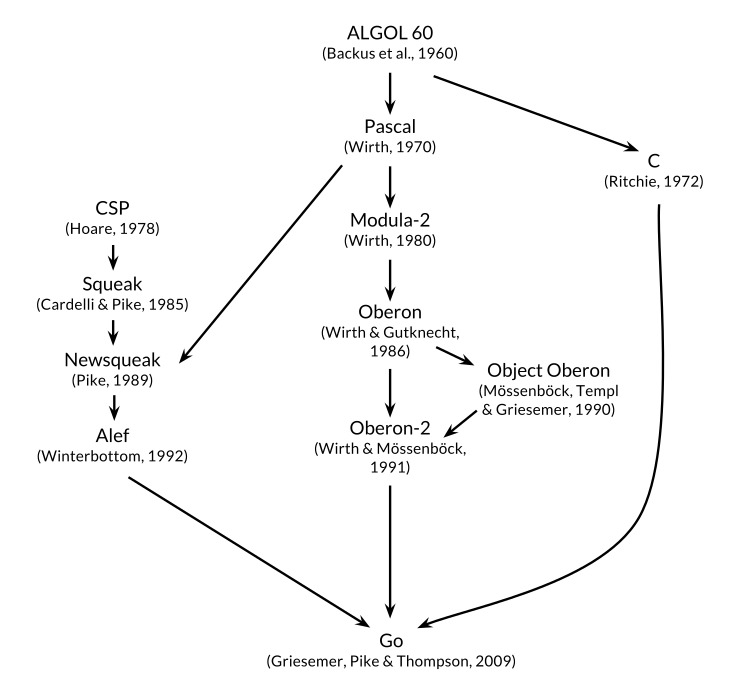 ALGOL 60
(Backus et al., 1960)
Pascal
(Wirth, 1970)
C
(Ritchie, 1972)
CSP
(Hoare, 1978)
Modula-2
(Wirth, 1980)
Squeak
(Cardelli & Pike, 1985)
Oberon
(Wirth & Gutknecht,
1986)
Newsqueak
(Pike, 1989)
Object Oberon
(Mössenböck, Templ
& Griesemer, 1990)
Alef
(Winterbottom, 1992)
Oberon-2
(Wirth & Mössenböck,
1991)
Go
(Griesemer, Pike & Thompson, 2009)